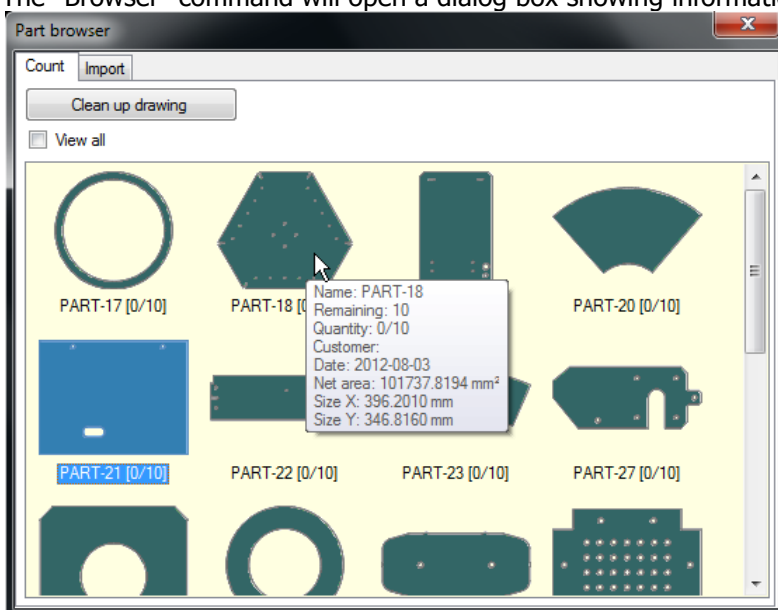 The "Browser" command will open a dialog box showing informati
Part browser
Count Import
Clean up drawing
View all
PART-17 [0/10] PART-18 [0 PART-20 [0/10]
Name: PART-18
Remaining: 10
Quantity: 0/10
Customer:
Date: 2012-08-03
Net area: 101737.8194 mm²
Size X: 396.2010 mm
Size Y: 346.8160 mm
PART-21 [0/10] PART-22 [0/10] PART-23 [0/10] PART-27 [0/10]